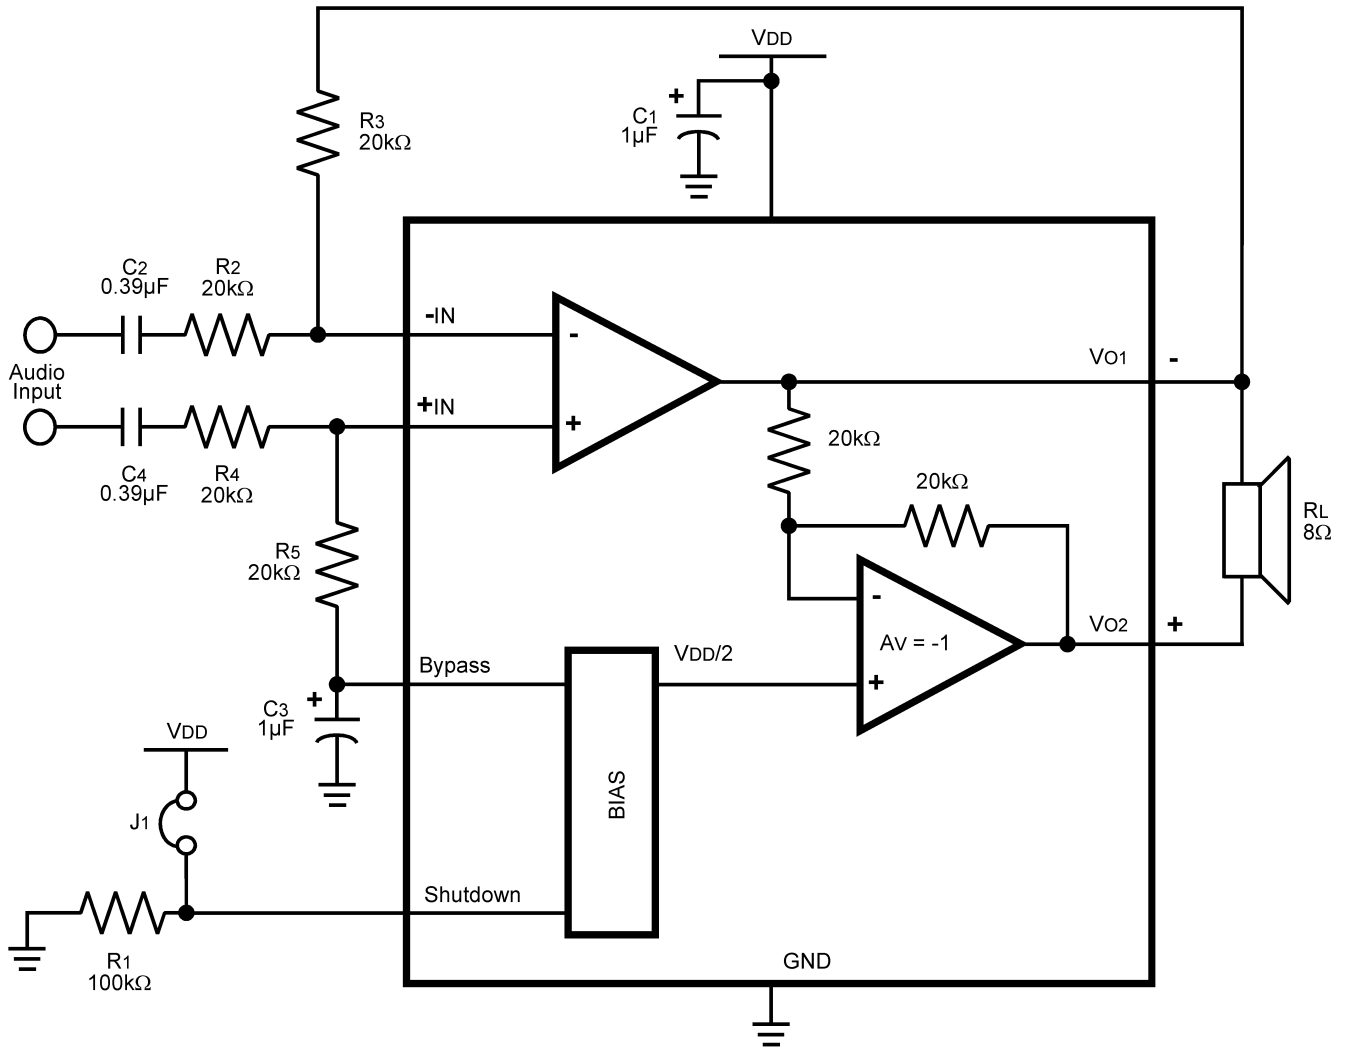 VDD
R3
20kΩ
+
C1
1µF
C2
0.39µF
R2
20kΩ
-IN
-
Audio
Input
VO1
-
+IN
+
C4
0.39µF
R4
20kΩ
20kΩ
20kΩ
RL
8Ω
R5
20kΩ
-
AV = -1
VO2
+
Bypass
VDD/2
+
+
C3
1µF
VDD
J1
BIAS
Shutdown
R1
100kΩ
GND